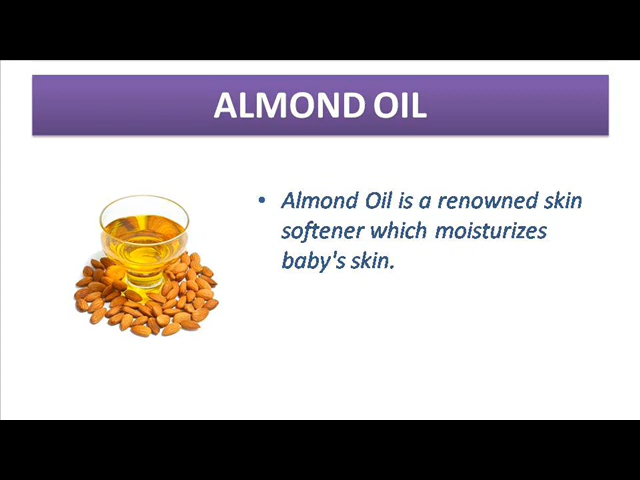 ALMOND OIL
• Almond Oil is a renowned skin
softener which moisturizes
baby's skin.